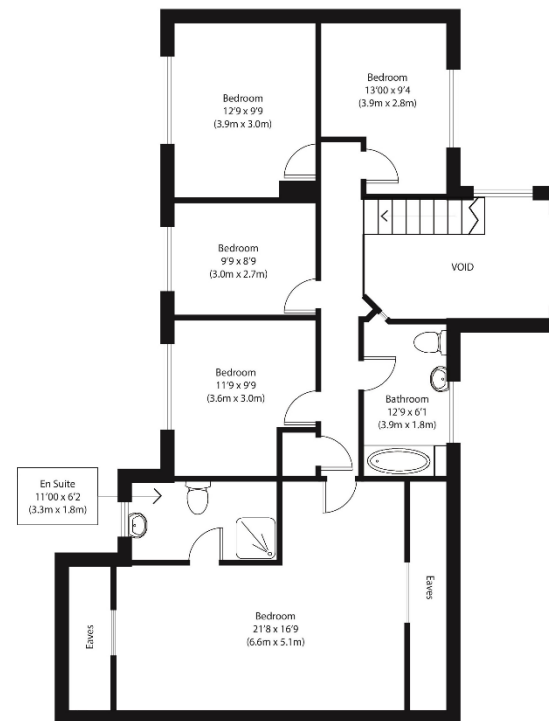 Bedroom
12'9 x 9'9
(3.9m x 3.0m)
Bedroom
13'00 x 9'4
(3.9m x 2.8m)
Bedroom
9'9 x 8'9
(3.0m x 2.7m)
VOID
Bedroom
11'9 x 9'9
(3.6m x 3.0m)
Bathroom
12'9 x 6'1
(3.9m x 1.8m)
En Suite
11'00 x 6'2
(3.3m x 1.8m)
Bedroom
21'8 x 16'9
(6.6m x 5.1m)
Eaves
Eaves